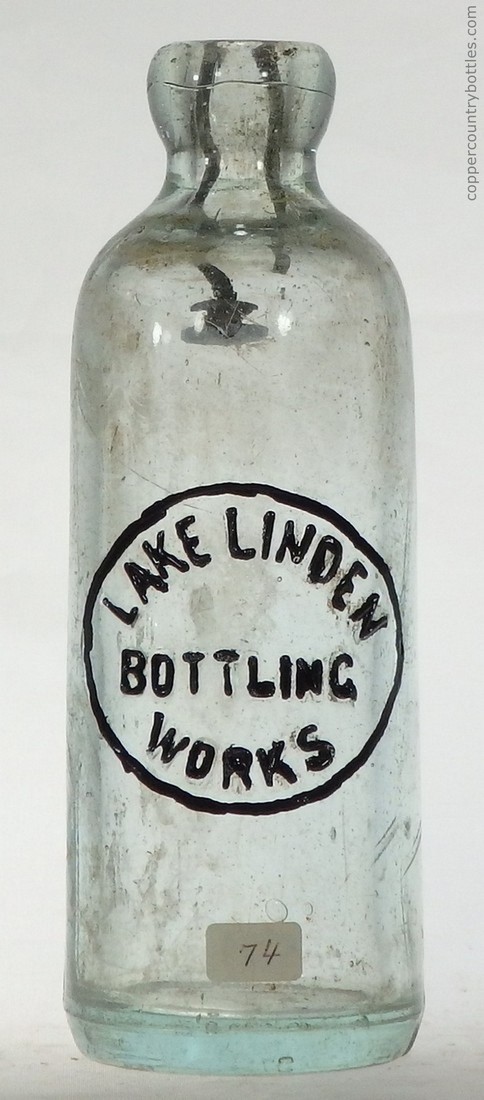 coppercountrybottles.com
LAKE LINDEN
BOTTLING
WORKS
74